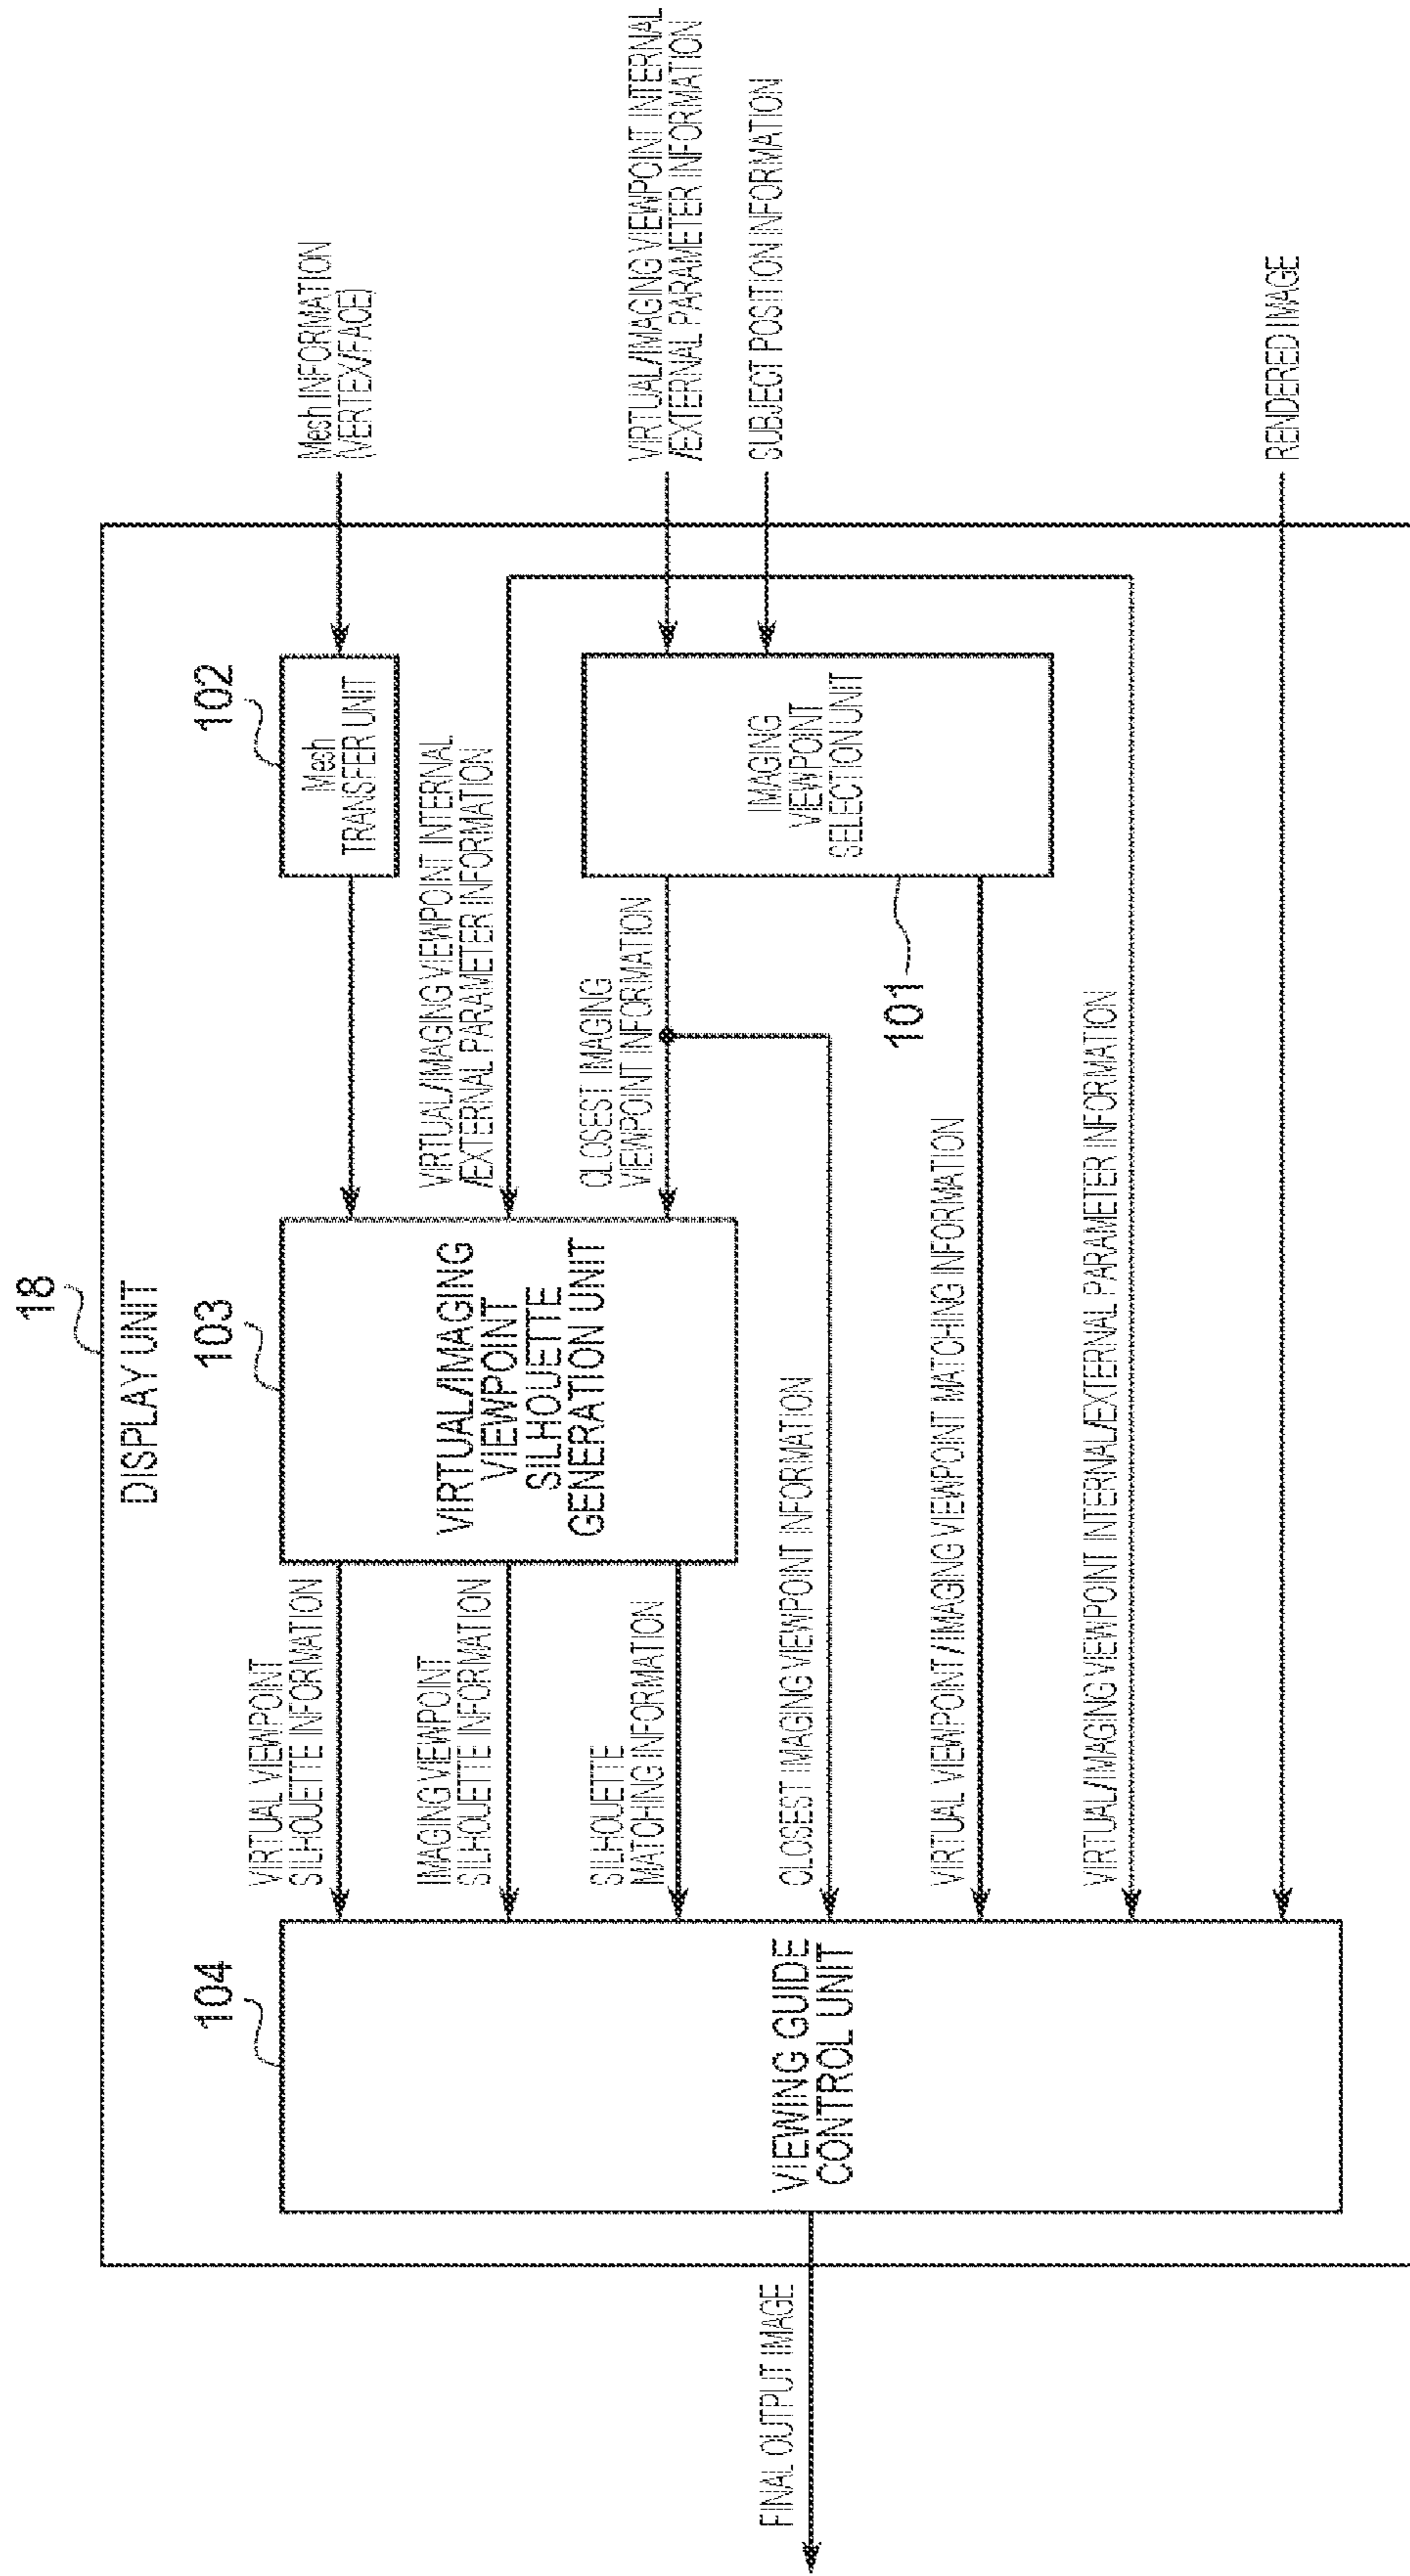 18
DISPLAY UNIT
104
VIEWING GUIDE
CONTROL UNIT
FINAL OUTPUT IMAGE
VIRTUAL VIEWPOINT
SILHOUETTE INFORMATION
IMAGING VIEWPOINT
SILHOUETTE INFORMATION
SILHOUETTE
MATCHING INFORMATION
CLOSEST IMAGING VIEWPOINT INFORMATION
VIRTUAL VIEWPOINT/IMAGING VIEWPOINT MATCHING INFORMATION
VIRTUAL/IMAGING VIEWPOINT INTERNAL/EXTERNAL PARAMETER INFORMATION
103
VIRTUAL/IMAGING
VIEWPOINT
SILHOUETTE
GENERATION UNIT
VIRTUAL/IMAGING VIEWPOINT INTERNAL
/EXTERNAL PARAMETER INFORMATION
CLOSEST IMAGING
VIEWPOINT INFORMATION
102
Mesh
TRANSFER UNIT
101
IMAGING
VIEWPOINT
SELECTION UNIT
Mesh INFORMATION
(VERTEX/FACE)
VIRTUAL/IMAGING VIEWPOINT INTERNAL
/EXTERNAL PARAMETER INFORMATION
SUBJECT POSITION INFORMATION
RENDERED IMAGE